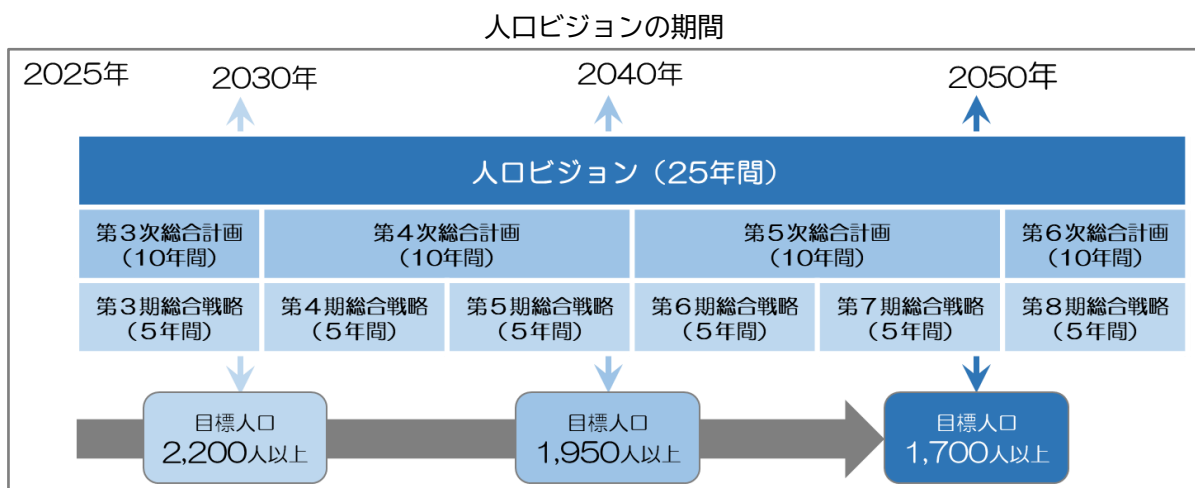 人口ビジョンの期間
2025年 2030年 2040年 2050年
人口ビジョン（25年間）
第３次総合計画
（10年間）
第４次総合計画
（10年間）
第５次総合計画
（10年間）
第６次総合計画
（10年間）
第３期総合戦略
（５年間）
第４期総合戦略
（５年間）
第５期総合戦略
（５年間）
第６期総合戦略
（５年間）
第７期総合戦略
（５年間）
第８期総合戦略
（５年間）
目標人口
2,200人以上
目標人口
1,950人以上
目標人口
1,700人以上